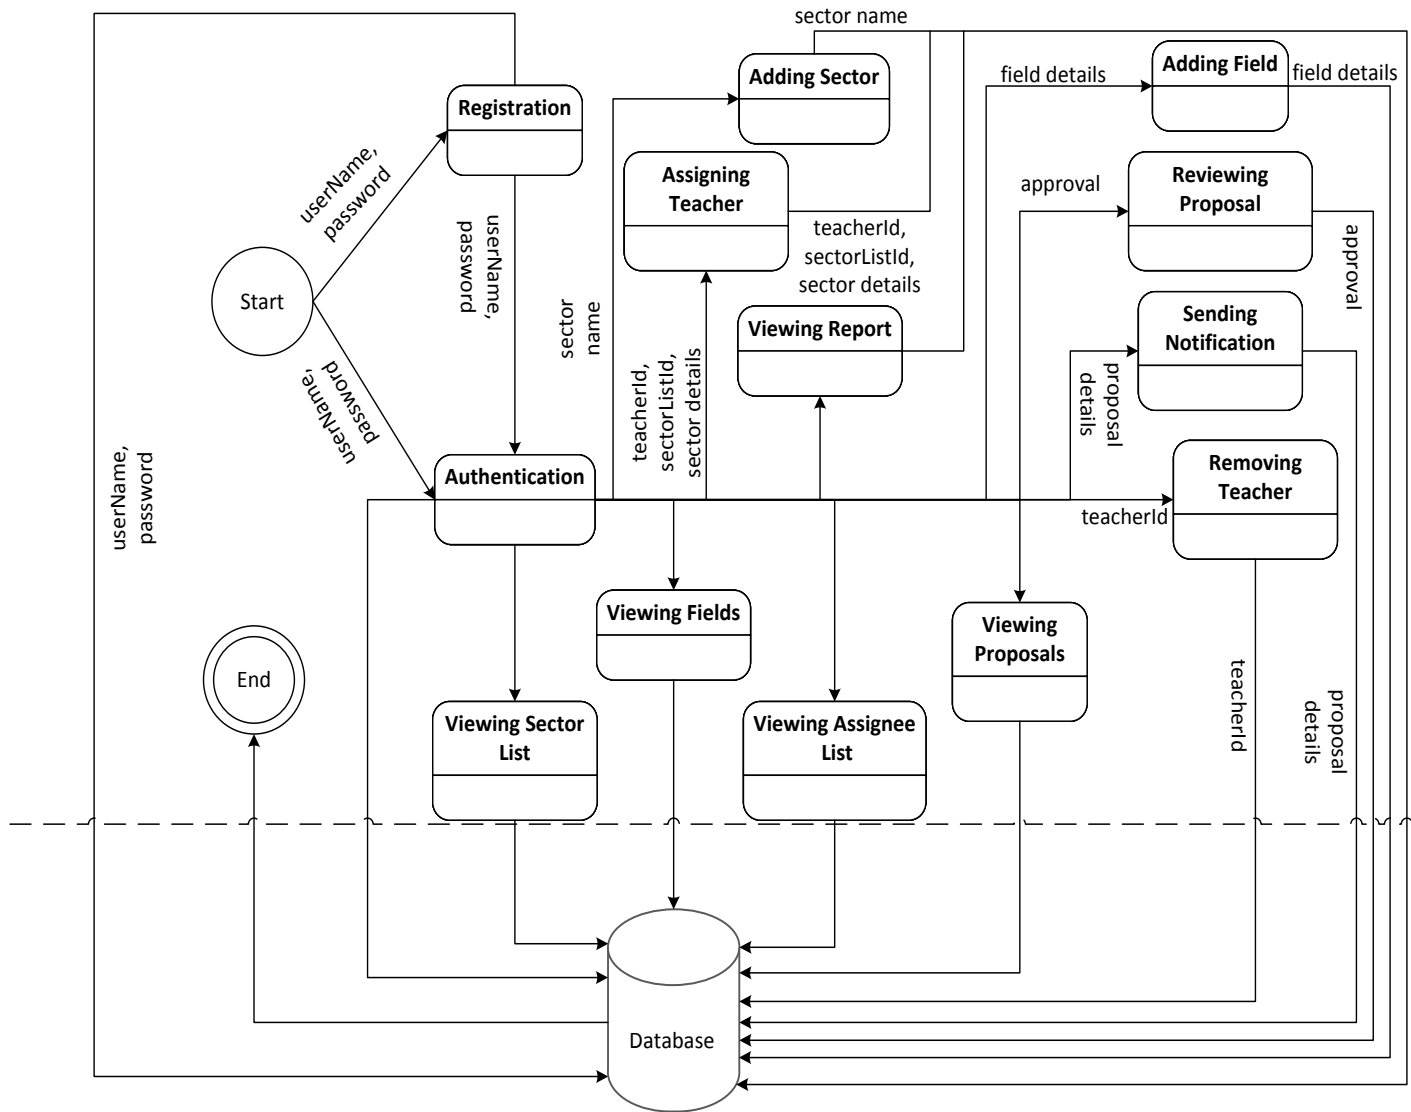 sector name
Adding Sector
field details
Adding Field
field details
Registration
userName,
password
Assigning
Teacher
approval
Reviewing
Proposal
approval
teacherId,
sectorListId,
sector details
userName,
password
Start
sector
name
Viewing Report
Sending
Notification
proposal
details
userName,
password
teacherId,
sectorListId,
sector details
userName,
password
Authentication
Removing
Teacher
teacherId
Viewing Fields
Viewing
Proposals
End
teacherId
proposal
details
Viewing Sector
List
Viewing Assignee
List
Database